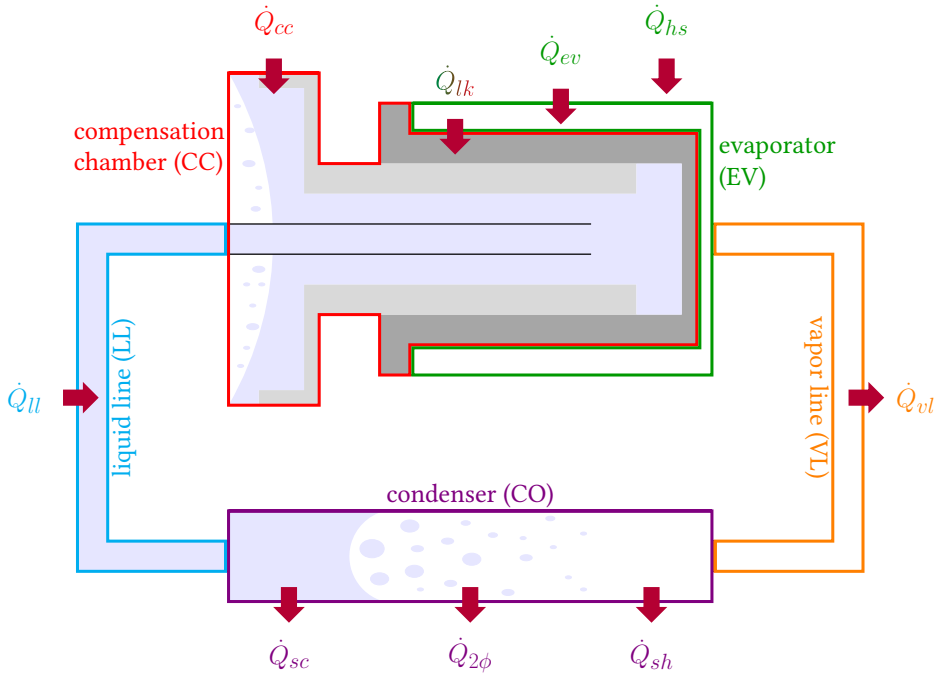 Q̇cc
Q̇hs
Q̇ev
Q̇lk
compensation
chamber (CC)
evaporator
(EV)
liquid line (LL)
vapor line (VL)
Q̇ll
Q̇vl
condenser (CO)
Q̇sc
Q̇2ϕ
Q̇sh